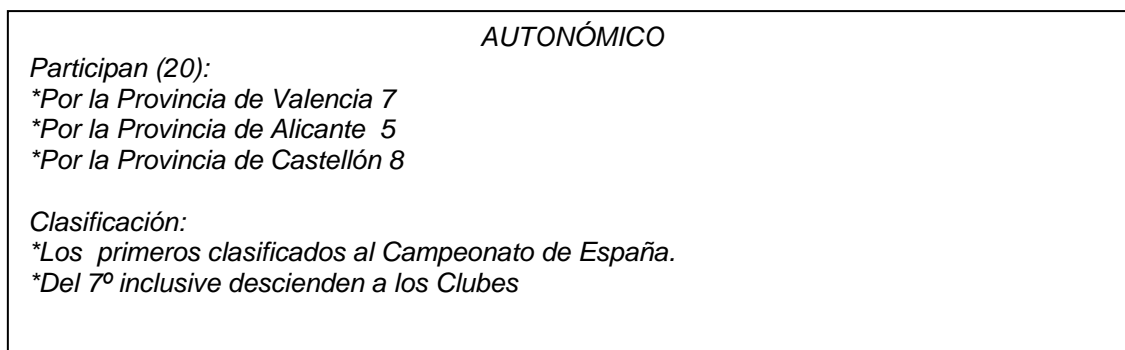 AUTONÓMICO
Participan (20):
*Por la Provincia de Valencia 7
*Por la Provincia de Alicante  5
*Por la Provincia de Castellón 8
Clasificación:
*Los  primeros clasificados al Campeonato de España.
*Del 7º inclusive descienden a los Clubes